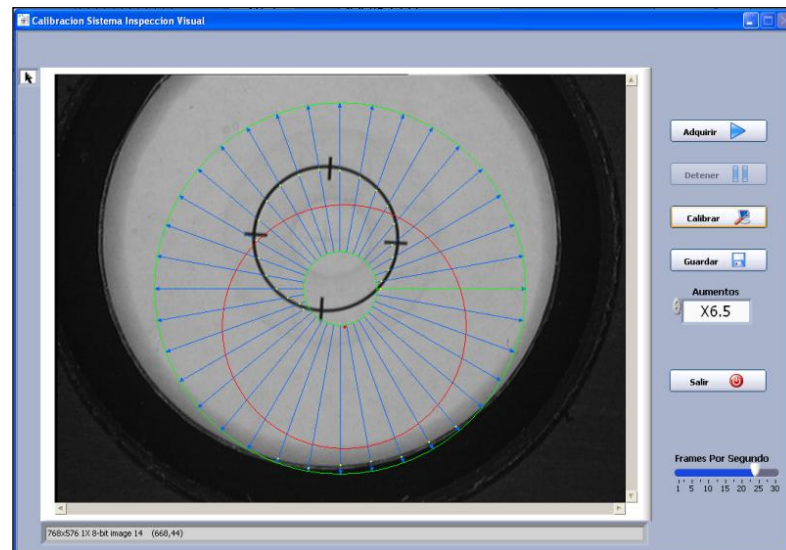 Calibracion Sistema Inspeccion Visual
Adquirir
Detener
Calibrar
Guardar
Aumentos
X6.5
Salir
Frames Por Segundo
1 5 10 15 20 25 30
768x576 1X 8-bit image 14 (668,44)